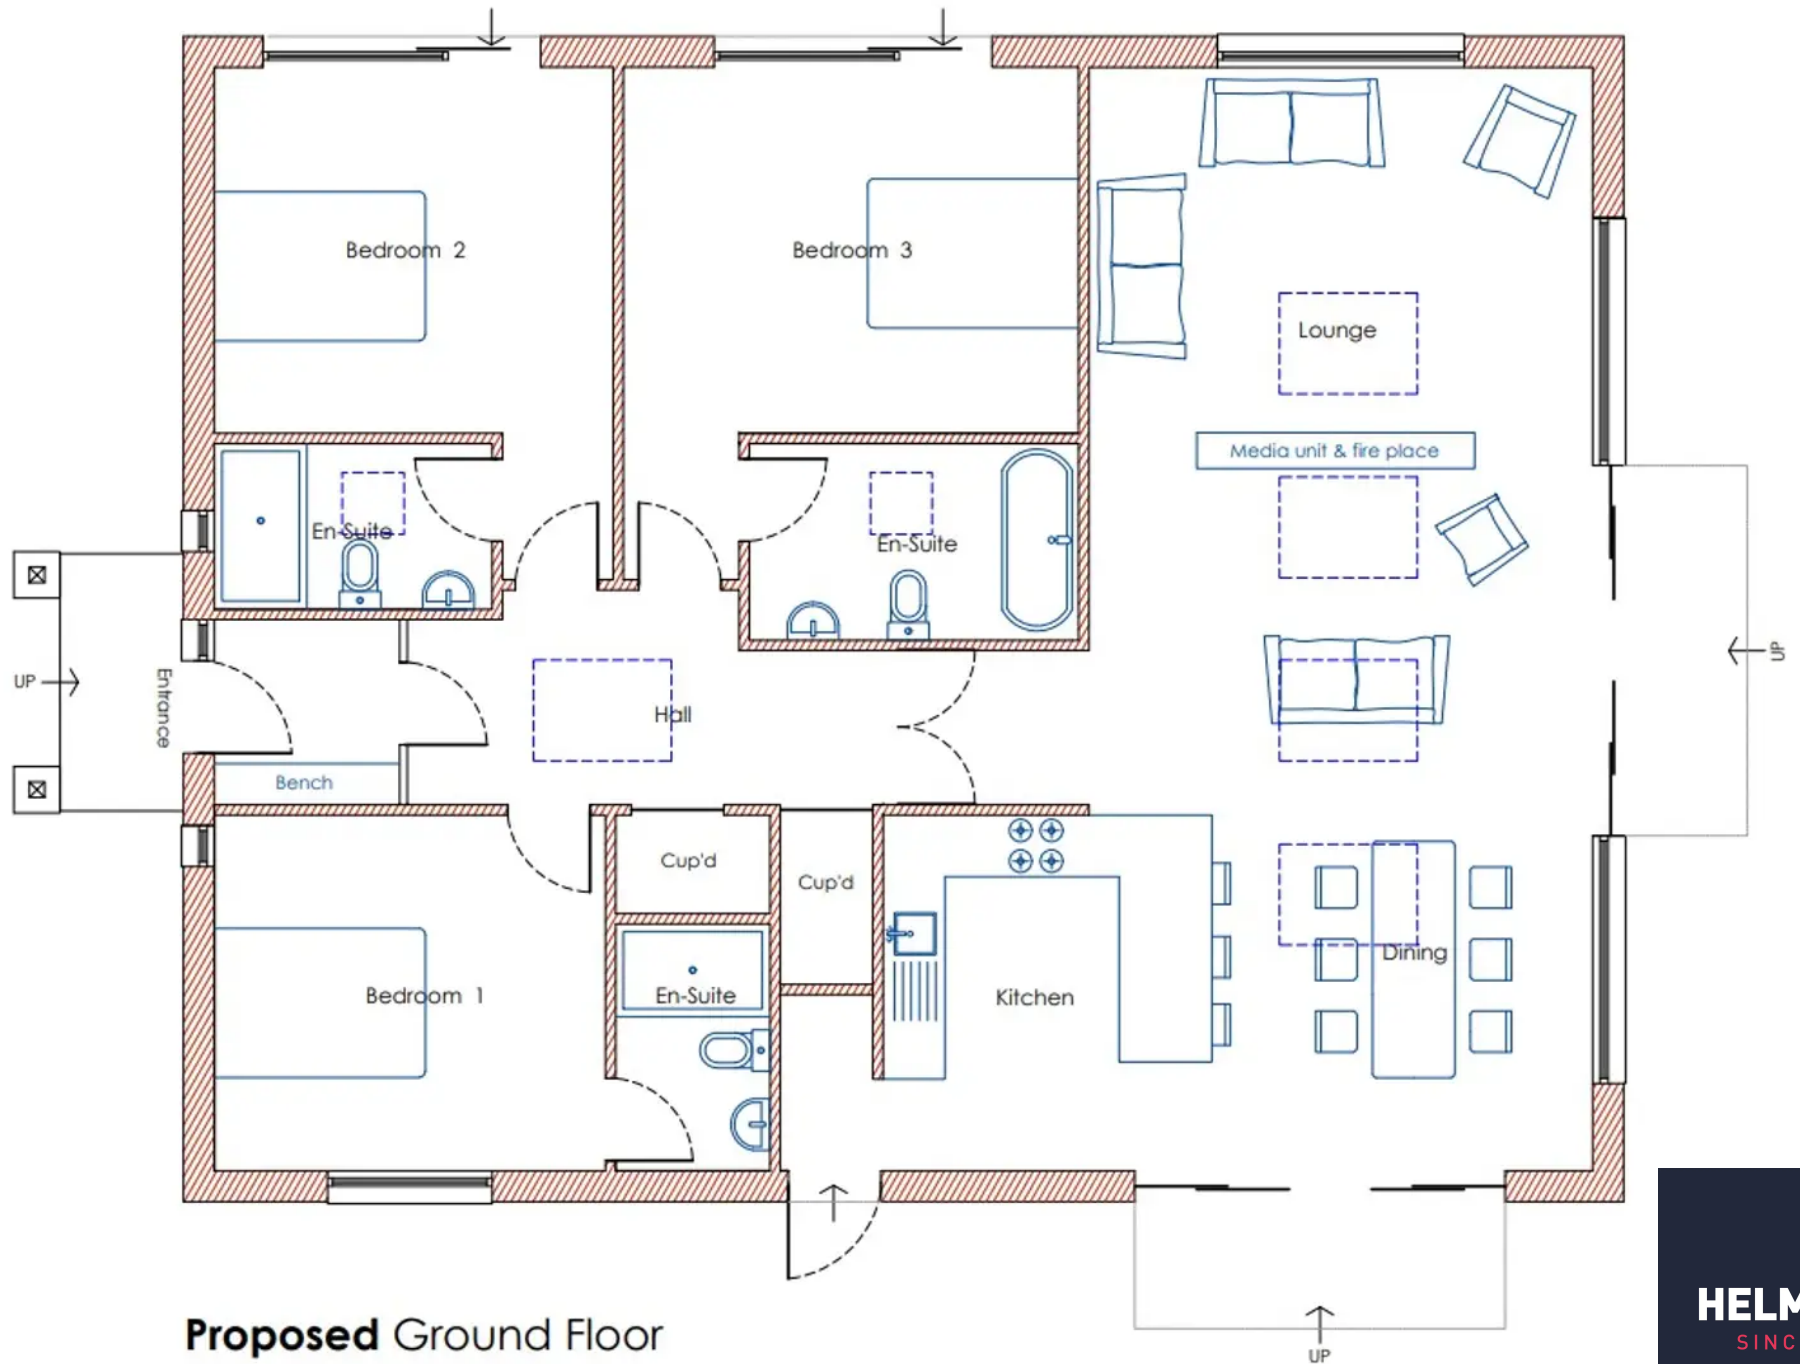 Bedroom 2
Bedroom 3
Lounge
Media unit & fire place
En-Suite
En-Suite
UP
Entrance
Hall
UP
Bench
Cup'd
Cup'd
Dining
Bedroom 1
En-Suite
Kitchen
Proposed Ground Floor
UP
HELM
SINC